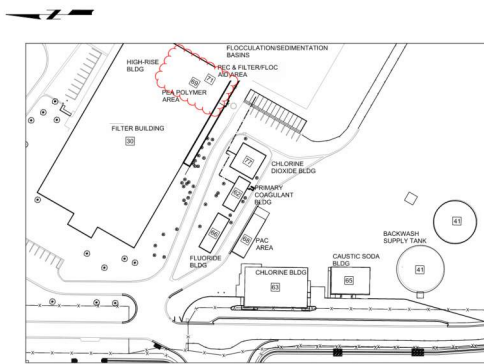 Z
FLOCCULATION/SEDIMENTATION
BASINS
HIGH-RISE
BLDG
PEC & FILTER/FLOC
AID AREA
71
69
PEA POLYMER
AREA
FILTER BUILDING
30
77
CHLORINE
DIOXIDE BLDG
62
PRIMARY
COAGULANT
BLDG
66
68
FLUORIDE
BLDG
PAC
AREA
41
BACKWASH
SUPPLY TANK
41
CAUSTIC SODA
BLDG
65
CHLORINE BLDG
63